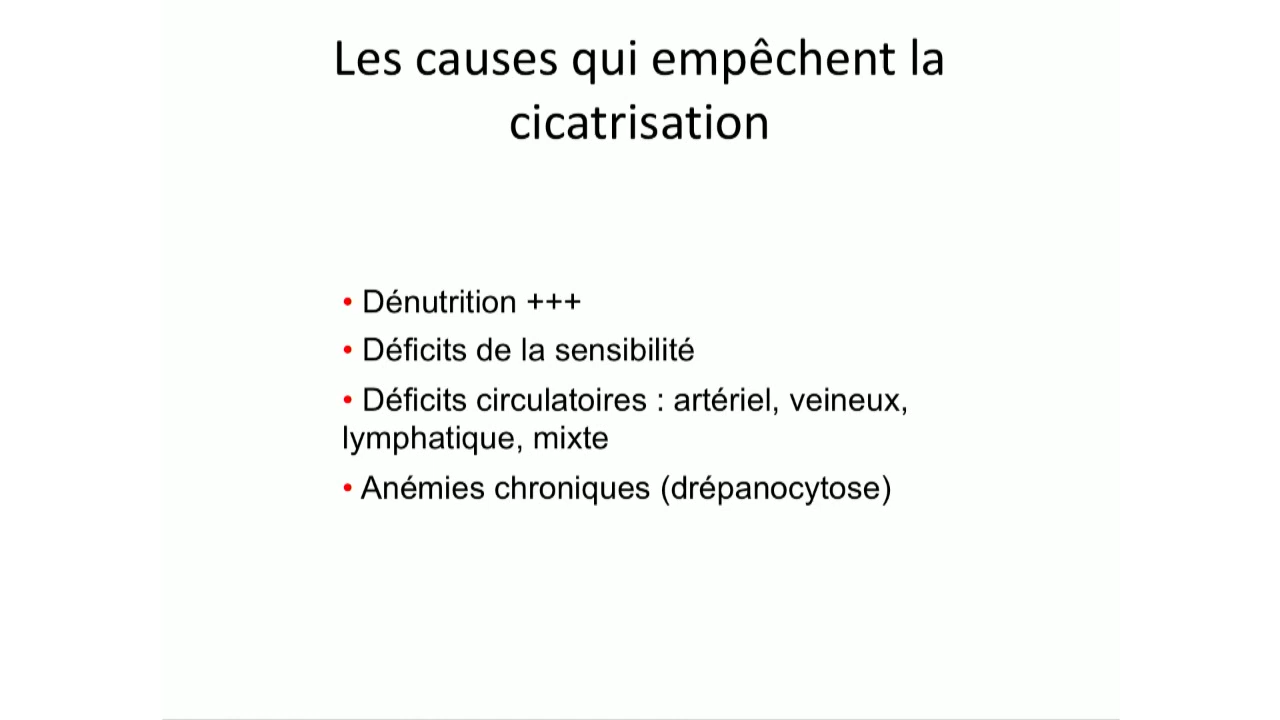 Les causes qui empêchent la
cicatrisation
• Dénutrition +++
• Déficits de la sensibilité
• Déficits circulatoires : artériel, veineux,
lymphatique, mixte
• Anémies chroniques (drépanocytose)